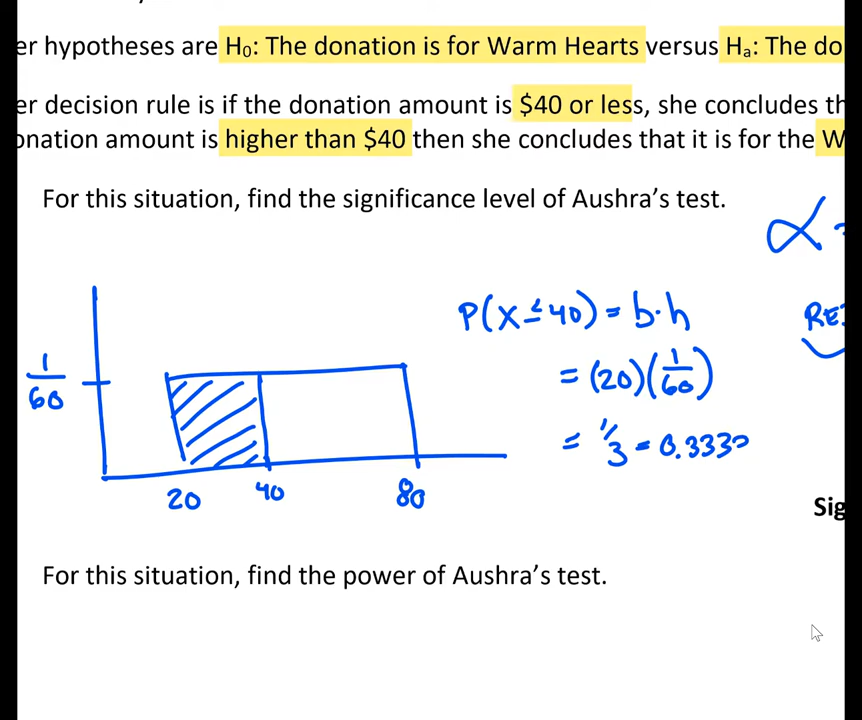 er hypotheses are H₀: The donation is for Warm Hearts versus Hₐ: The do
er decision rule is if the donation amount is $40 or less, she concludes th
onation amount is higher than $40 then she concludes that it is for the W
For this situation, find the significance level of Aushra's test.
α =
P(X ≤ 40) = b·h
RE
= (20)(1/60)
1/60
= 1/3 = 0.3333
20 40 80
Sig
For this situation, find the power of Aushra's test.